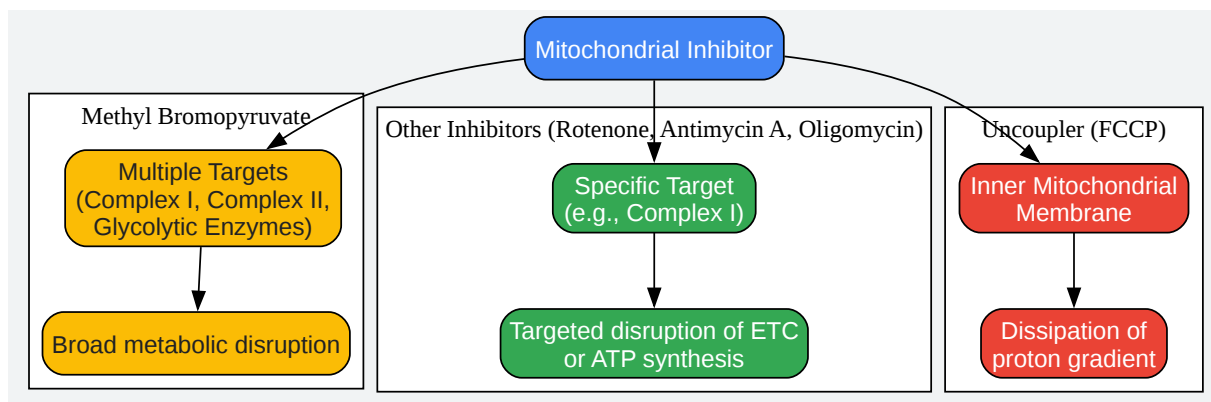 Mitochondrial Inhibitor
Methyl Bromopyruvate
Multiple Targets
(Complex I, Complex II,
Glycolytic Enzymes)
Broad metabolic disruption
Other Inhibitors (Rotenone, Antimycin A, Oligomycin)
Specific Target
(e.g., Complex I)
Targeted disruption of ETC
or ATP synthesis
Uncoupler (FCCP)
Inner Mitochondrial
Membrane
Dissipation of
proton gradient